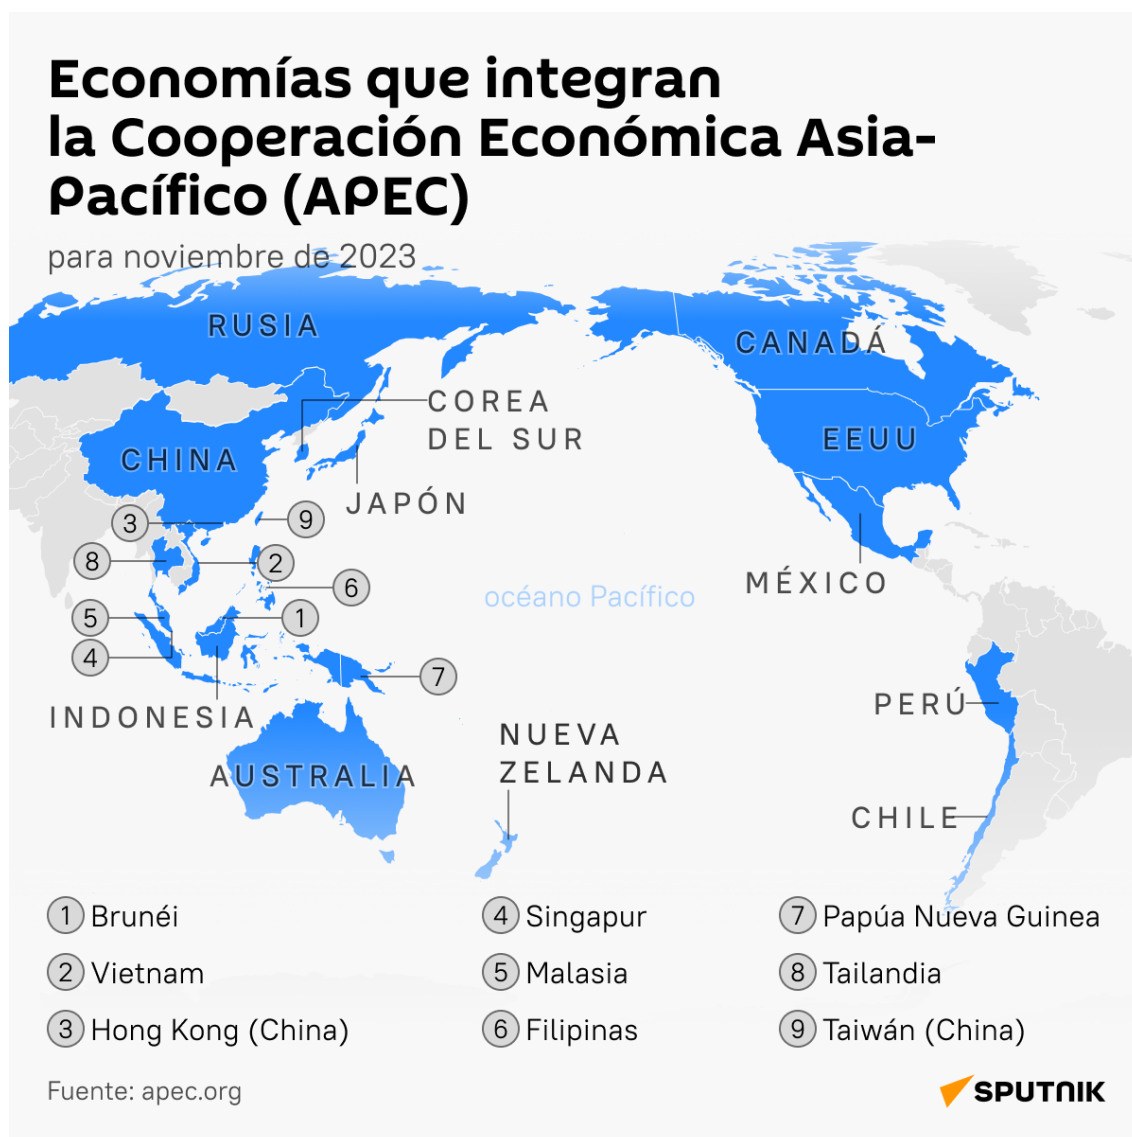 Economías que integran
la Cooperación Económica Asia-
Pacífico (APEC)
para noviembre de 2023
RUSIA
CANADÁ
COREA
DEL SUR
EEUU
CHINA
JAPÓN
3
9
8
2
MÉXICO
6
océano Pacífico
5
1
4
7
PERÚ
INDONESIA
NUEVA
ZELANDA
AUSTRALIA
CHILE
1 Brunéi
2 Vietnam
3 Hong Kong (China)
4 Singapur
5 Malasia
6 Filipinas
7 Papúa Nueva Guinea
8 Tailandia
9 Taiwán (China)
Fuente: apec.org
SPUTNIK